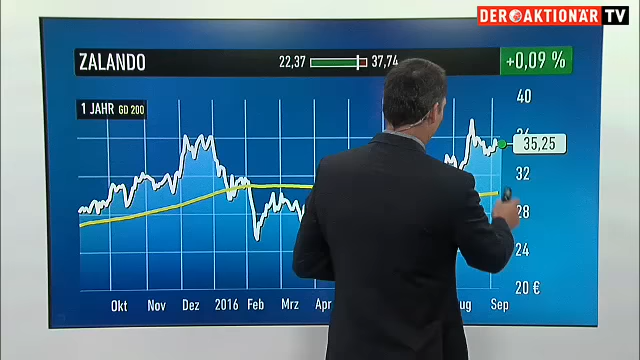 DER AKTIONÄR TV
ZALANDO 22,37 37,74 +0,09 %
1 JAHR GD 200
40
36
35,25
32
28
24
20 €
Okt Nov Dez 2016 Feb Mrz Apr Sep